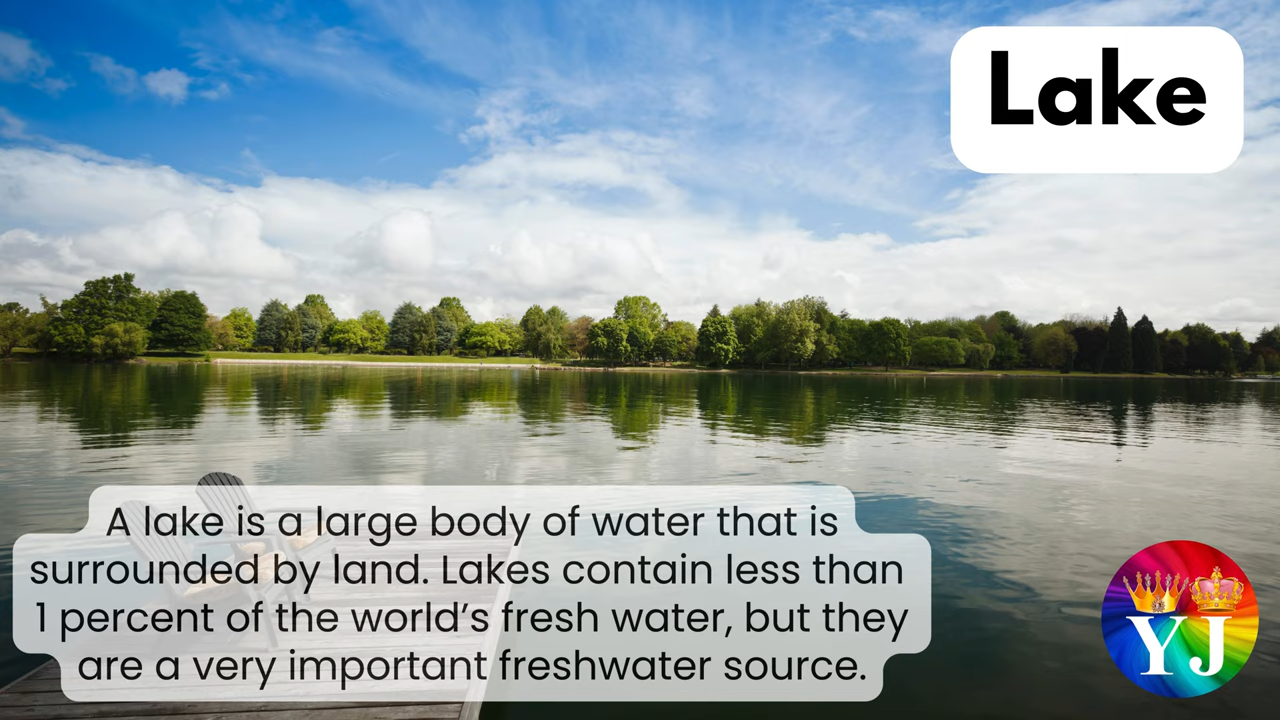 Lake
A lake is a large body of water that is
surrounded by land. Lakes contain less than
1 percent of the world’s fresh water, but they
are a very important freshwater source.
YJ